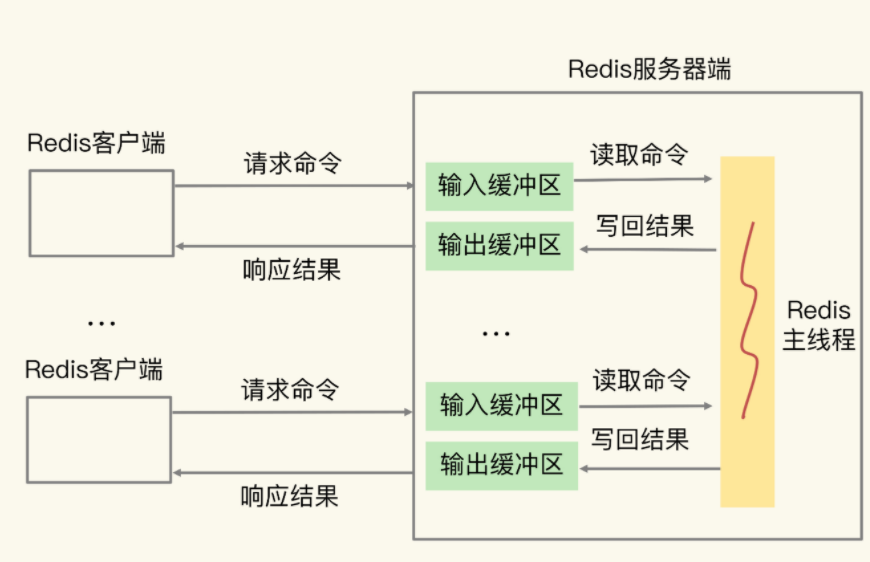 Redis服务器端
Redis客户端
请求命令
输入缓冲区
读取命令
响应结果
输出缓冲区
写回结果
...
...
Redis
主线程
Redis客户端
请求命令
输入缓冲区
读取命令
响应结果
输出缓冲区
写回结果